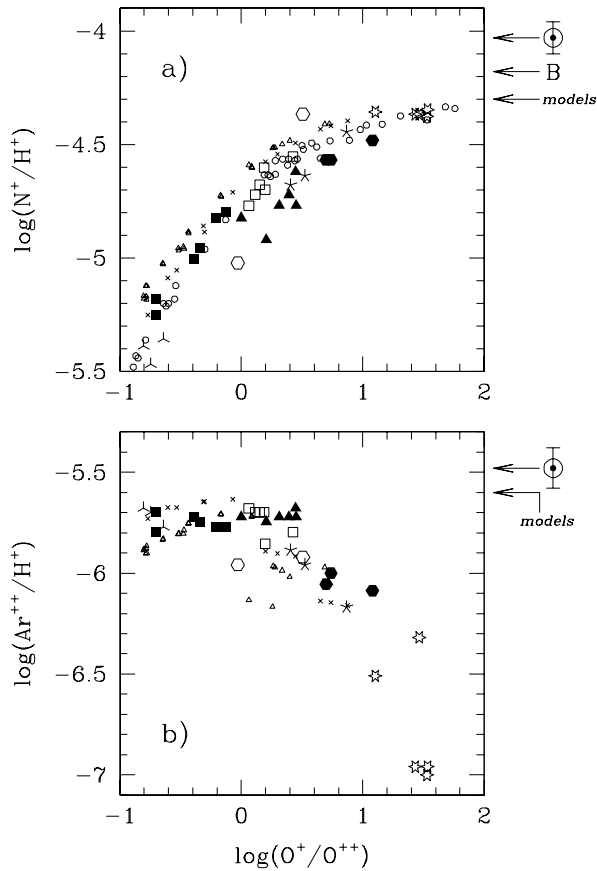 −4
a)
B
models
−4.5
log(N⁺/H⁺)
−5
−5.5
−1 0 1 2
−5.5
models
−6
log(Ar⁺⁺/H⁺)
−6.5
b)
−7
−1 0 1 2
log(O⁺/O⁺⁺)